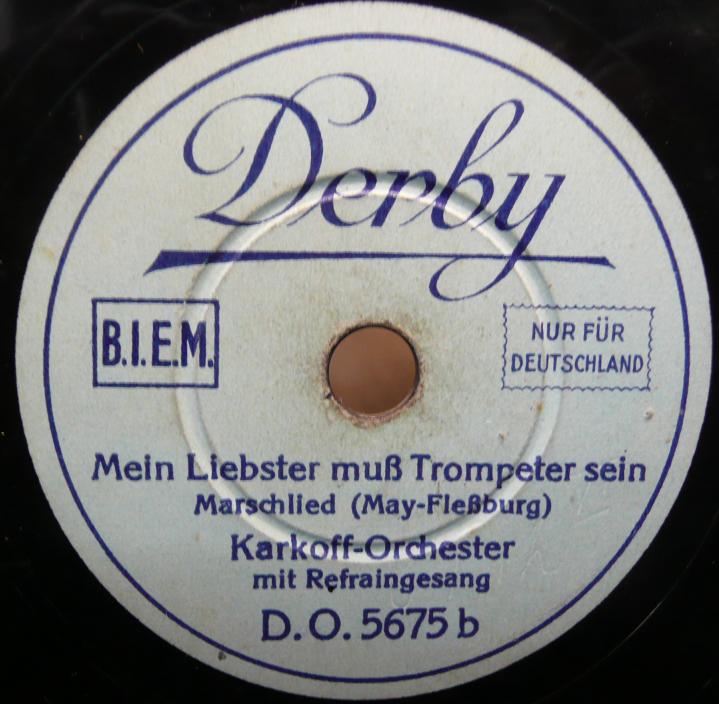 Derby
B.I.E.M.
NUR FÜR
DEUTSCHLAND
Mein Liebster muß Trompeter sein
Marschlied (May-Fleßburg)
Karkoff-Orchester
mit Refraingesang
D.O. 5675 b